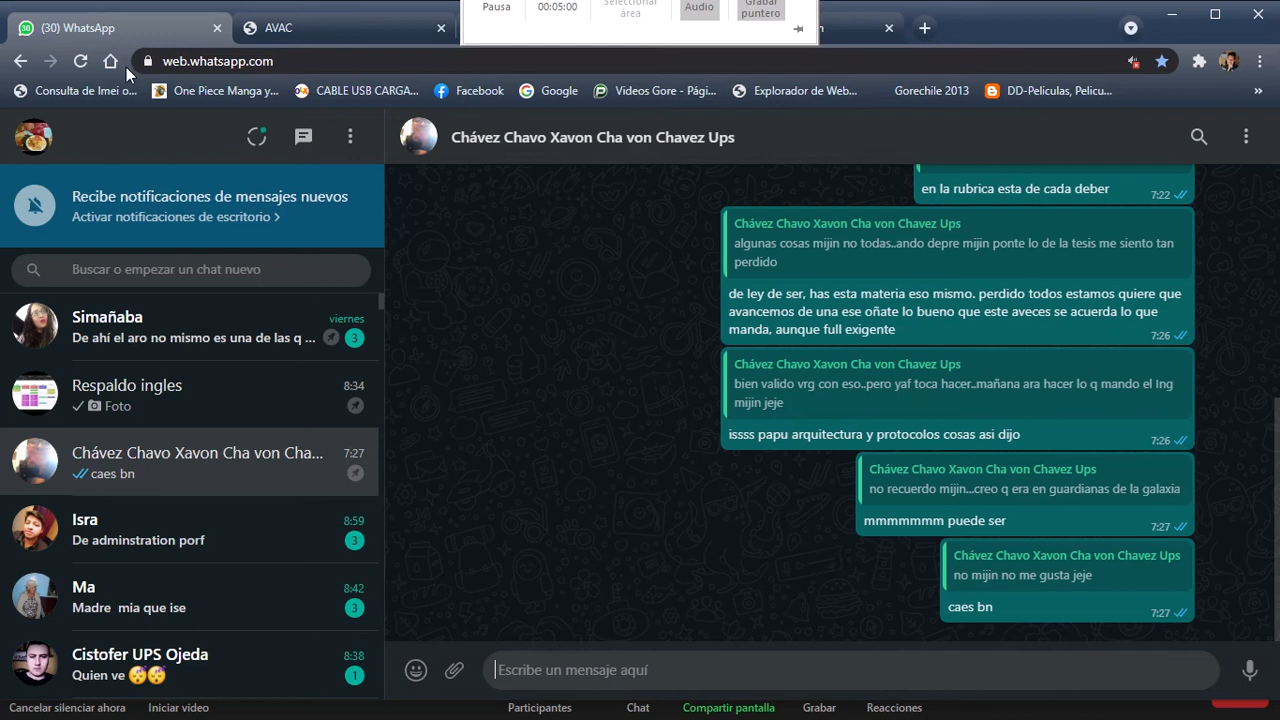 Pausa
00:05:00
Seleccionar
área
Audio
Grabar
puntero
(30) WhatsApp
AVAC
web.whatsapp.com
Consulta de Imei o...
One Piece Manga y...
CABLE USB CARGA...
Facebook
Google
Videos Gore - Pági...
Explorador de Web...
Gorechile 2013
DD-Peliculas, Pelicu...
»
Chávez Chavo Xavon Cha von Chavez Ups
Recibe notificaciones de mensajes nuevos
Activar notificaciones de escritorio >
Buscar o empezar un chat nuevo
Simañaba
viernes
De ahí el aro no mismo es una de las q ...
3
Respaldo ingles
8:34
Foto
Chávez Chavo Xavon Cha von Cha...
7:27
caes bn
Isra
8:59
De adminstration porf
3
Ma
8:42
Madre mia que ise
3
Cistofer UPS Ojeda
8:38
Quien ve 😴😴
1
en la rubrica esta de cada deber
7:22
Chávez Chavo Xavon Cha von Chavez Ups
algunas cosas mijin no todas..ando depre mijin ponte lo de la tesis me siento tan
perdido
de ley de ser, has esta materia eso mismo. perdido todos estamos quiere que
avancemos de una ese oñate lo bueno que este aveces se acuerda lo que
manda, aunque full exigente
7:26
Chávez Chavo Xavon Cha von Chavez Ups
bien valido vrg con eso..pero yaf toca hacer..mañana ara hacer lo q mando el Ing
mijin jeje
issss papu arquitectura y protocolos cosas asi dijo
7:26
Chávez Chavo Xavon Cha von Chavez Ups
no recuerdo mijin...creo q era en guardianas de la galaxia
mmmmmmm puede ser
7:27
Chávez Chavo Xavon Cha von Chavez Ups
no mijin no me gusta jeje
caes bn
7:27
Escribe un mensaje aquí
Cancelar silenciar ahora
Iniciar video
Participantes
Chat
Compartir pantalla
Grabar
Reacciones